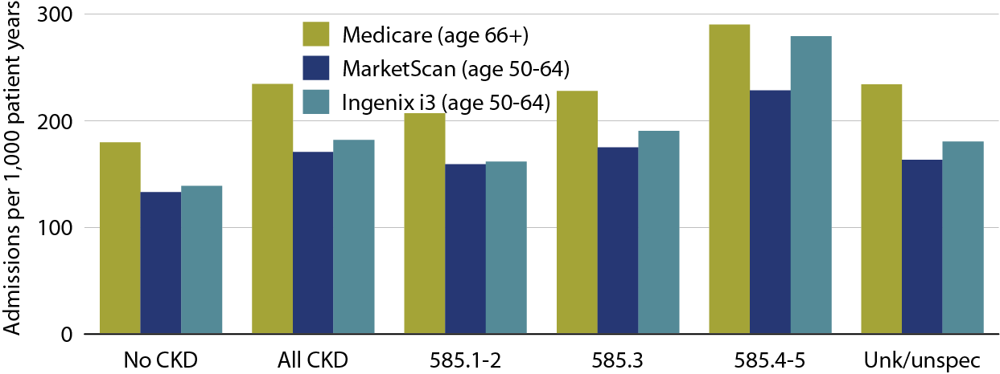 Admissions per 1,000 patient years
300
200
100
0
Medicare (age 66+)
MarketScan (age 50-64)
Ingenix i3 (age 50-64)
No CKD
All CKD
585.1-2
585.3
585.4-5
Unk/unspec